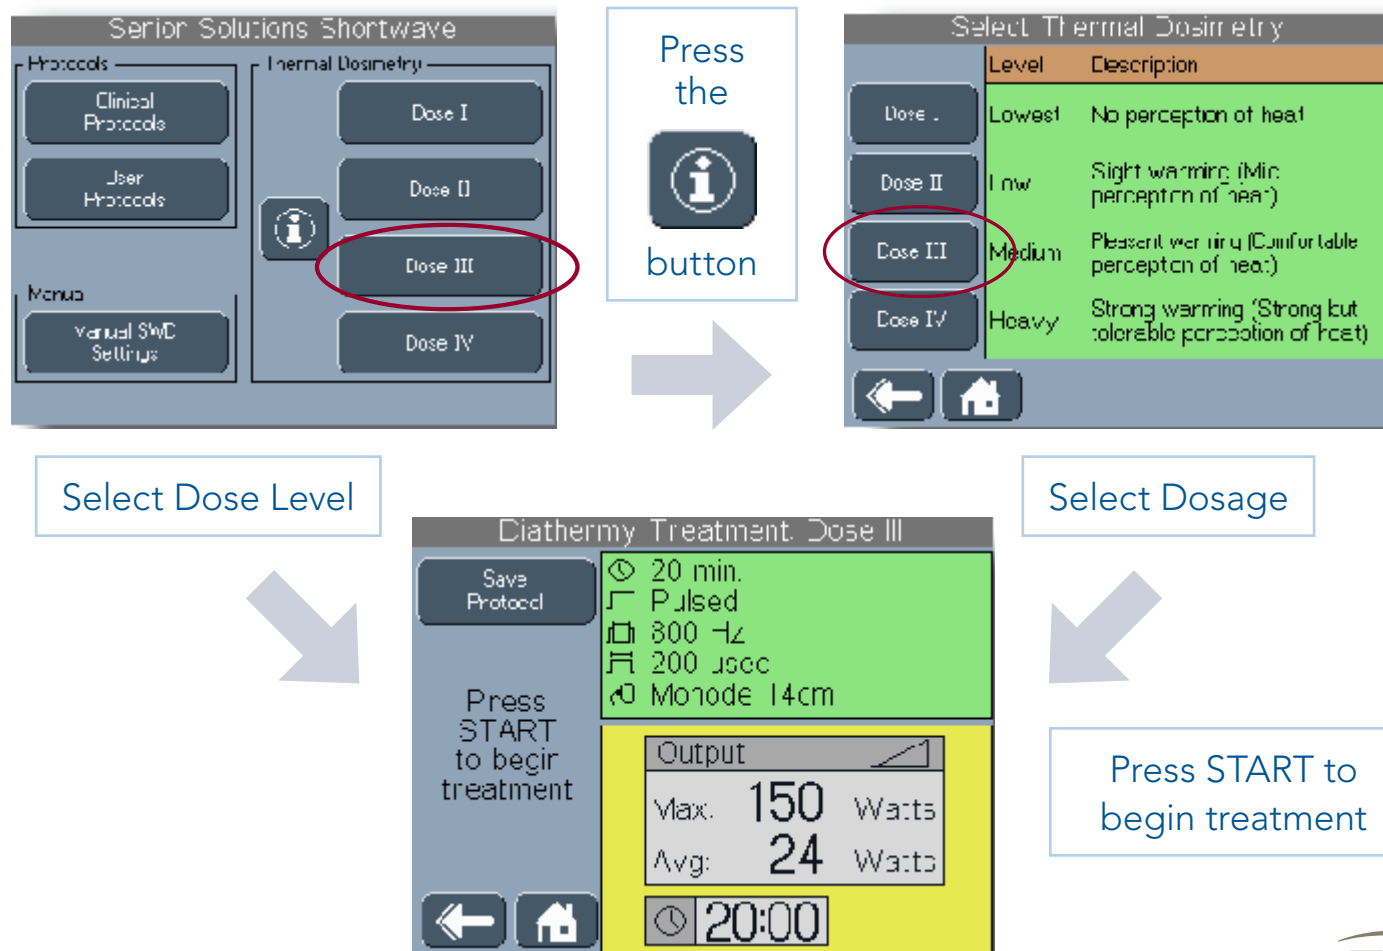 Senior Solutions Shortwave
Protocols
Clinical
Protocols
User
Protocols
Manual
Manual SWD
Settings
Thermal Dosimetry
Dose I
Dose II
Dose III
Dose IV
Press
the
button
Select Thermal Dosimetry
Level Description
Dose I Lowest No perception of heat
Dose II Low Slight warming (Mild
perception of heat)
Dose III Medium Pleasant warming (Comfortable
perception of heat)
Dose IV Heavy Strong warming (Strong but
tolerable perception of heat)
Select Dose Level
Select Dosage
Diathermy Treatment: Dose III
Save
Protocol
Press
START
to begin
treatment
20 min.
Pulsed
800 Hz
200 usec
Monode 14cm
Output
Max: 150 Watts
Avg: 24 Watts
20:00
Press START to
begin treatment